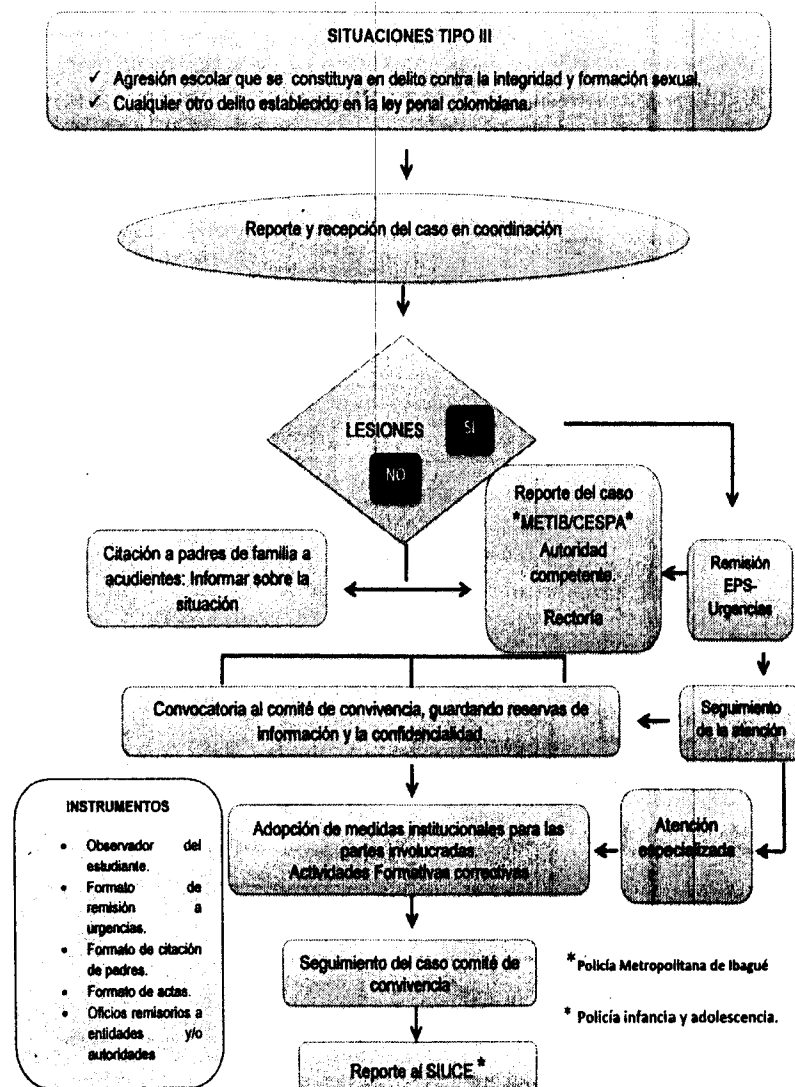 SITUACIONES TIPO III
✓ Agresión escolar que se constituya en delito contra la integridad y formación sexual.
✓ Cualquier otro delito establecido en la ley penal colombiana.
Reporte y recepción del caso en coordinación
LESIONES
SI
NO
Citación a padres de familia a
acudientes: Informar sobre la
situación
Reporte del caso
*METIB/CESPA*
Autoridad
competente.
Rectoría
Remisión
EPS-
Urgencias
Convocatoria al comité de convivencia, guardando reservas de
información y la confidencialidad.
Seguimiento
de la atención
INSTRUMENTOS
• Observador del
estudiante.
• Formato de
remisión a
urgencias.
• Formato de citación
de padres.
• Formato de actas.
• Oficios remisorios a
entidades y/o
autoridades
Adopción de medidas institucionales para las
partes involucradas.
Actividades Formativas correctivas
Atención
especializada
Seguimiento del caso comité de
convivencia
* Policía Metropolitana de Ibagué
* Policía infancia y adolescencia.
Reporte al SIUCE *